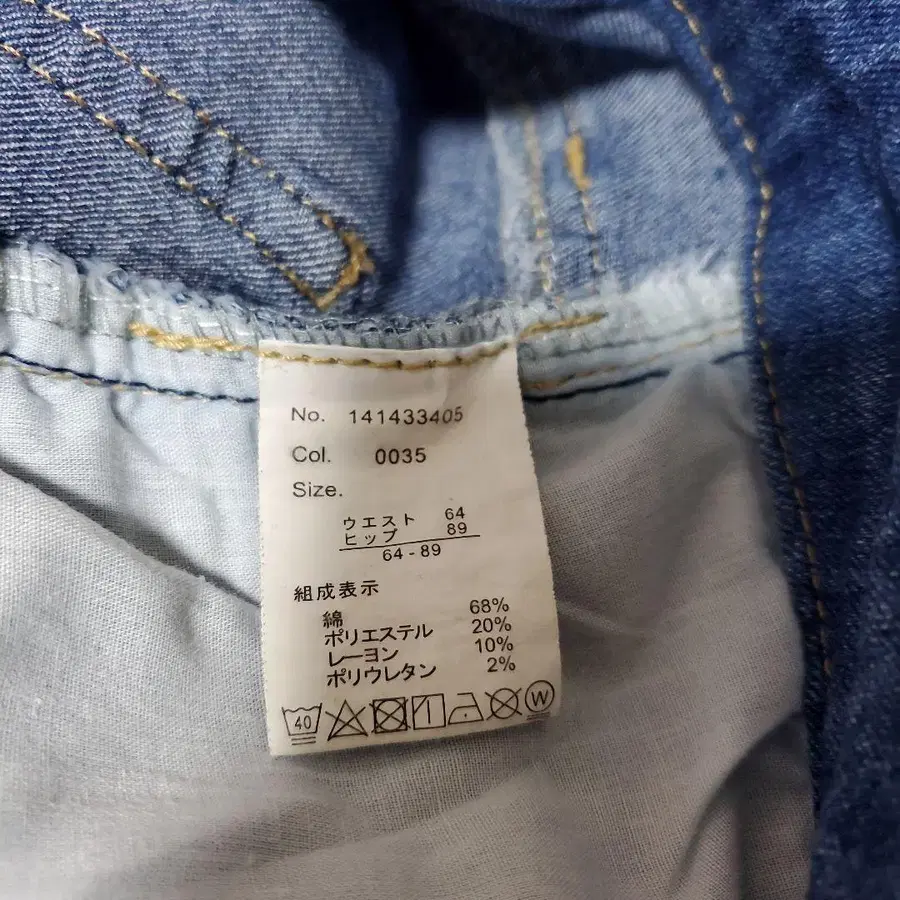 No. 141433405
Col. 0035
Size.
ウエスト 64
ヒップ 89
64-89
組成表示
綿 68%
ポリエステル 20%
レーヨン 10%
ポリウレタン 2%
40 W